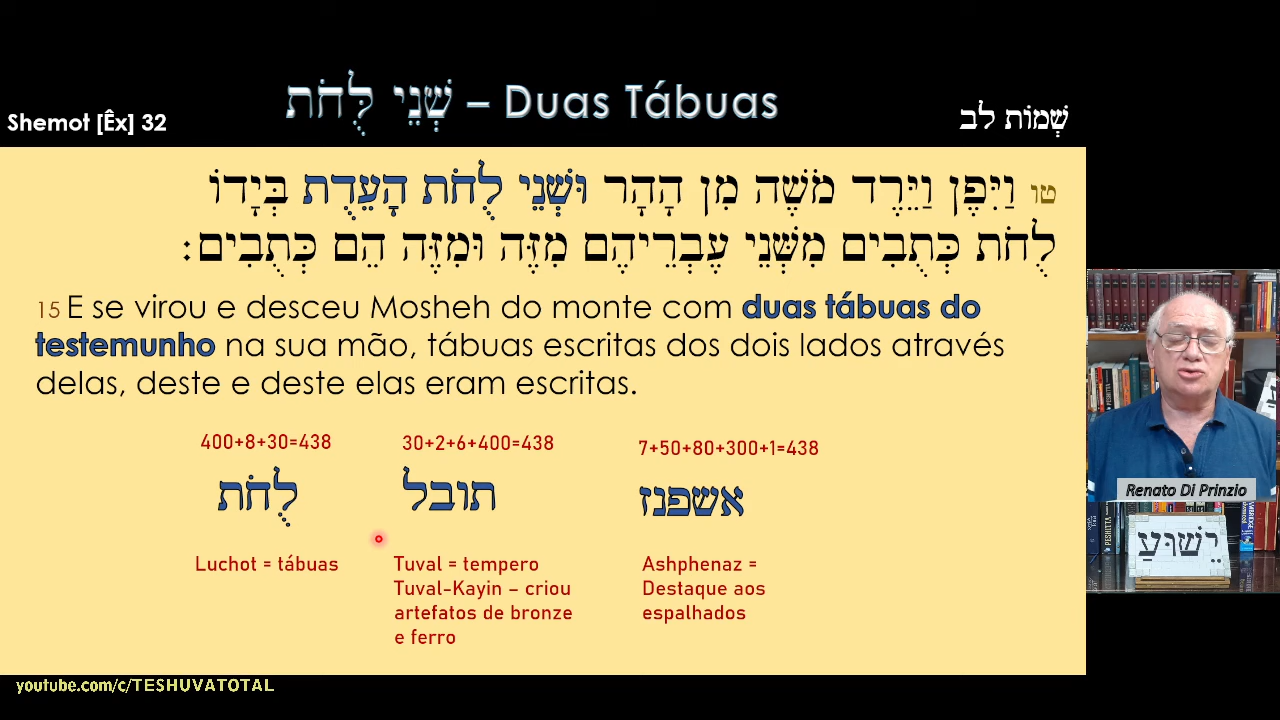 שְׁנֵי לֻּחֹת – Duas Tábuas
Shemot [Êx] 32
שְׁמוֹת לב
טו וַיִּפֶן וַיֵּרֶד מֹשֶׁה מִן הָהָר וּשְׁנֵי לֻחֹת הָעֵדֻת בְּיָדוֹ
לֻחֹת כְּתֻבִים מִשְּׁנֵי עֶבְרֵיהֶם מִזֶּה וּמִזֶּה הֵם כְּתֻבִים:
15 E se virou e desceu Mosheh do monte com duas tábuas do
testemunho na sua mão, tábuas escritas dos dois lados através
delas, deste e deste elas eram escritas.
400+8+30=438
לֻחֹת
Luchot = tábuas
30+2+6+400=438
תובל
Tuval = tempero
Tuval-Kayin – criou
artefatos de bronze
e ferro
7+50+80+300+1=438
אשפנז
Ashphenaz =
Destaque aos
espalhados
Renato Di Prinzio
PESHITTA
יֵשׁוּעַ
youtube.com/c/TESHUVATOTAL